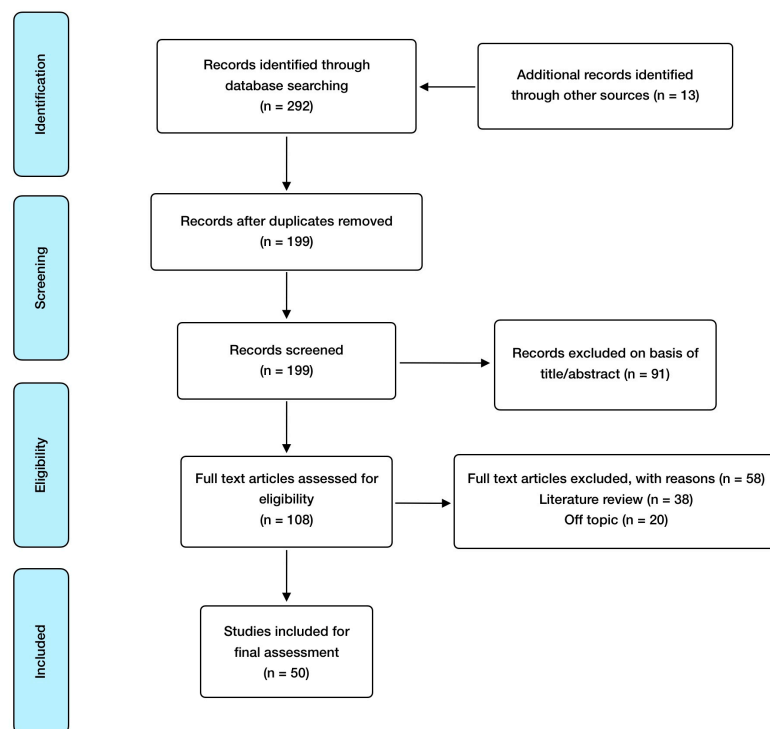 Identification
Records identified through
database searching
(n = 292)
Additional records identified
through other sources (n = 13)
Screening
Records after duplicates removed
(n = 199)
Records screened
(n = 199)
Records excluded on basis of
title/abstract (n = 91)
Eligibility
Full text articles assessed for
eligibility
(n = 108)
Full text articles excluded, with reasons (n = 58)
Literature review (n = 38)
Off topic (n = 20)
Included
Studies included for
final assessment
(n = 50)